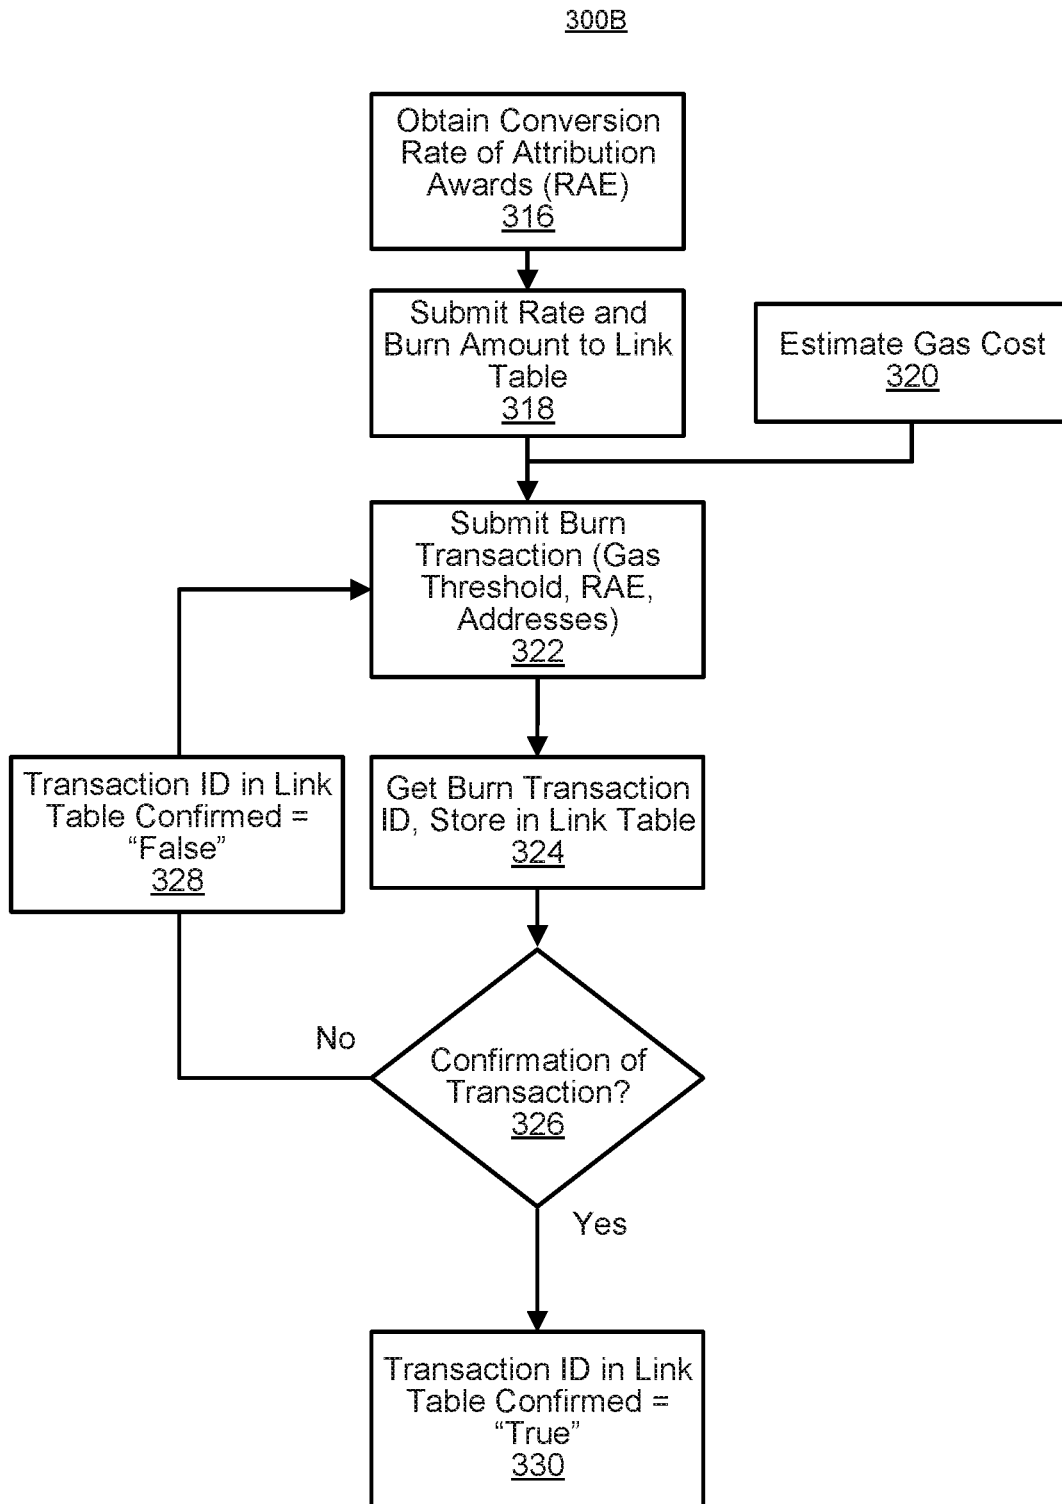 300B
Obtain Conversion
Rate of Attribution
Awards (RAE)
316
Submit Rate and
Burn Amount to Link
Table
318
Estimate Gas Cost
320
Submit Burn
Transaction (Gas
Threshold, RAE,
Addresses)
322
Transaction ID in Link
Table Confirmed =
“False”
328
Get Burn Transaction
ID, Store in Link Table
324
No
Confirmation of
Transaction?
326
Yes
Transaction ID in Link
Table Confirmed =
“True”
330